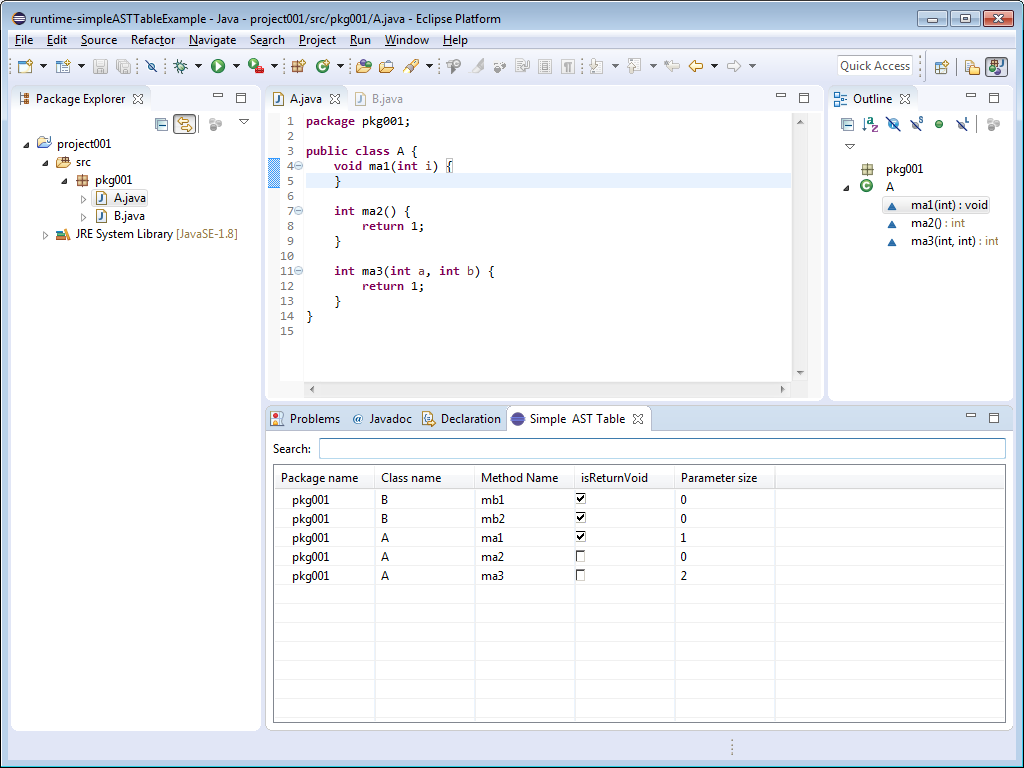 runtime-simpleASTTableExample - Java - project001/src/pkg001/A.java - Eclipse Platform
File Edit Source Refactor Navigate Search Project Run Window Help
Quick Access
Package Explorer
project001
src
pkg001
A.java
B.java
JRE System Library [JavaSE-1.8]
A.java B.java
1 package pkg001;
2
3 public class A {
4 void ma1(int i) {
5 }
6
7 int ma2() {
8 return 1;
9 }
10
11 int ma3(int a, int b) {
12 return 1;
13 }
14 }
15
Outline
pkg001
A
ma1(int) : void
ma2() : int
ma3(int, int) : int
Problems @ Javadoc Declaration Simple AST Table
Search:
Package name Class name Method Name isReturnVoid Parameter size
pkg001 B mb1 0
pkg001 B mb2 0
pkg001 A ma1 1
pkg001 A ma2 0
pkg001 A ma3 2